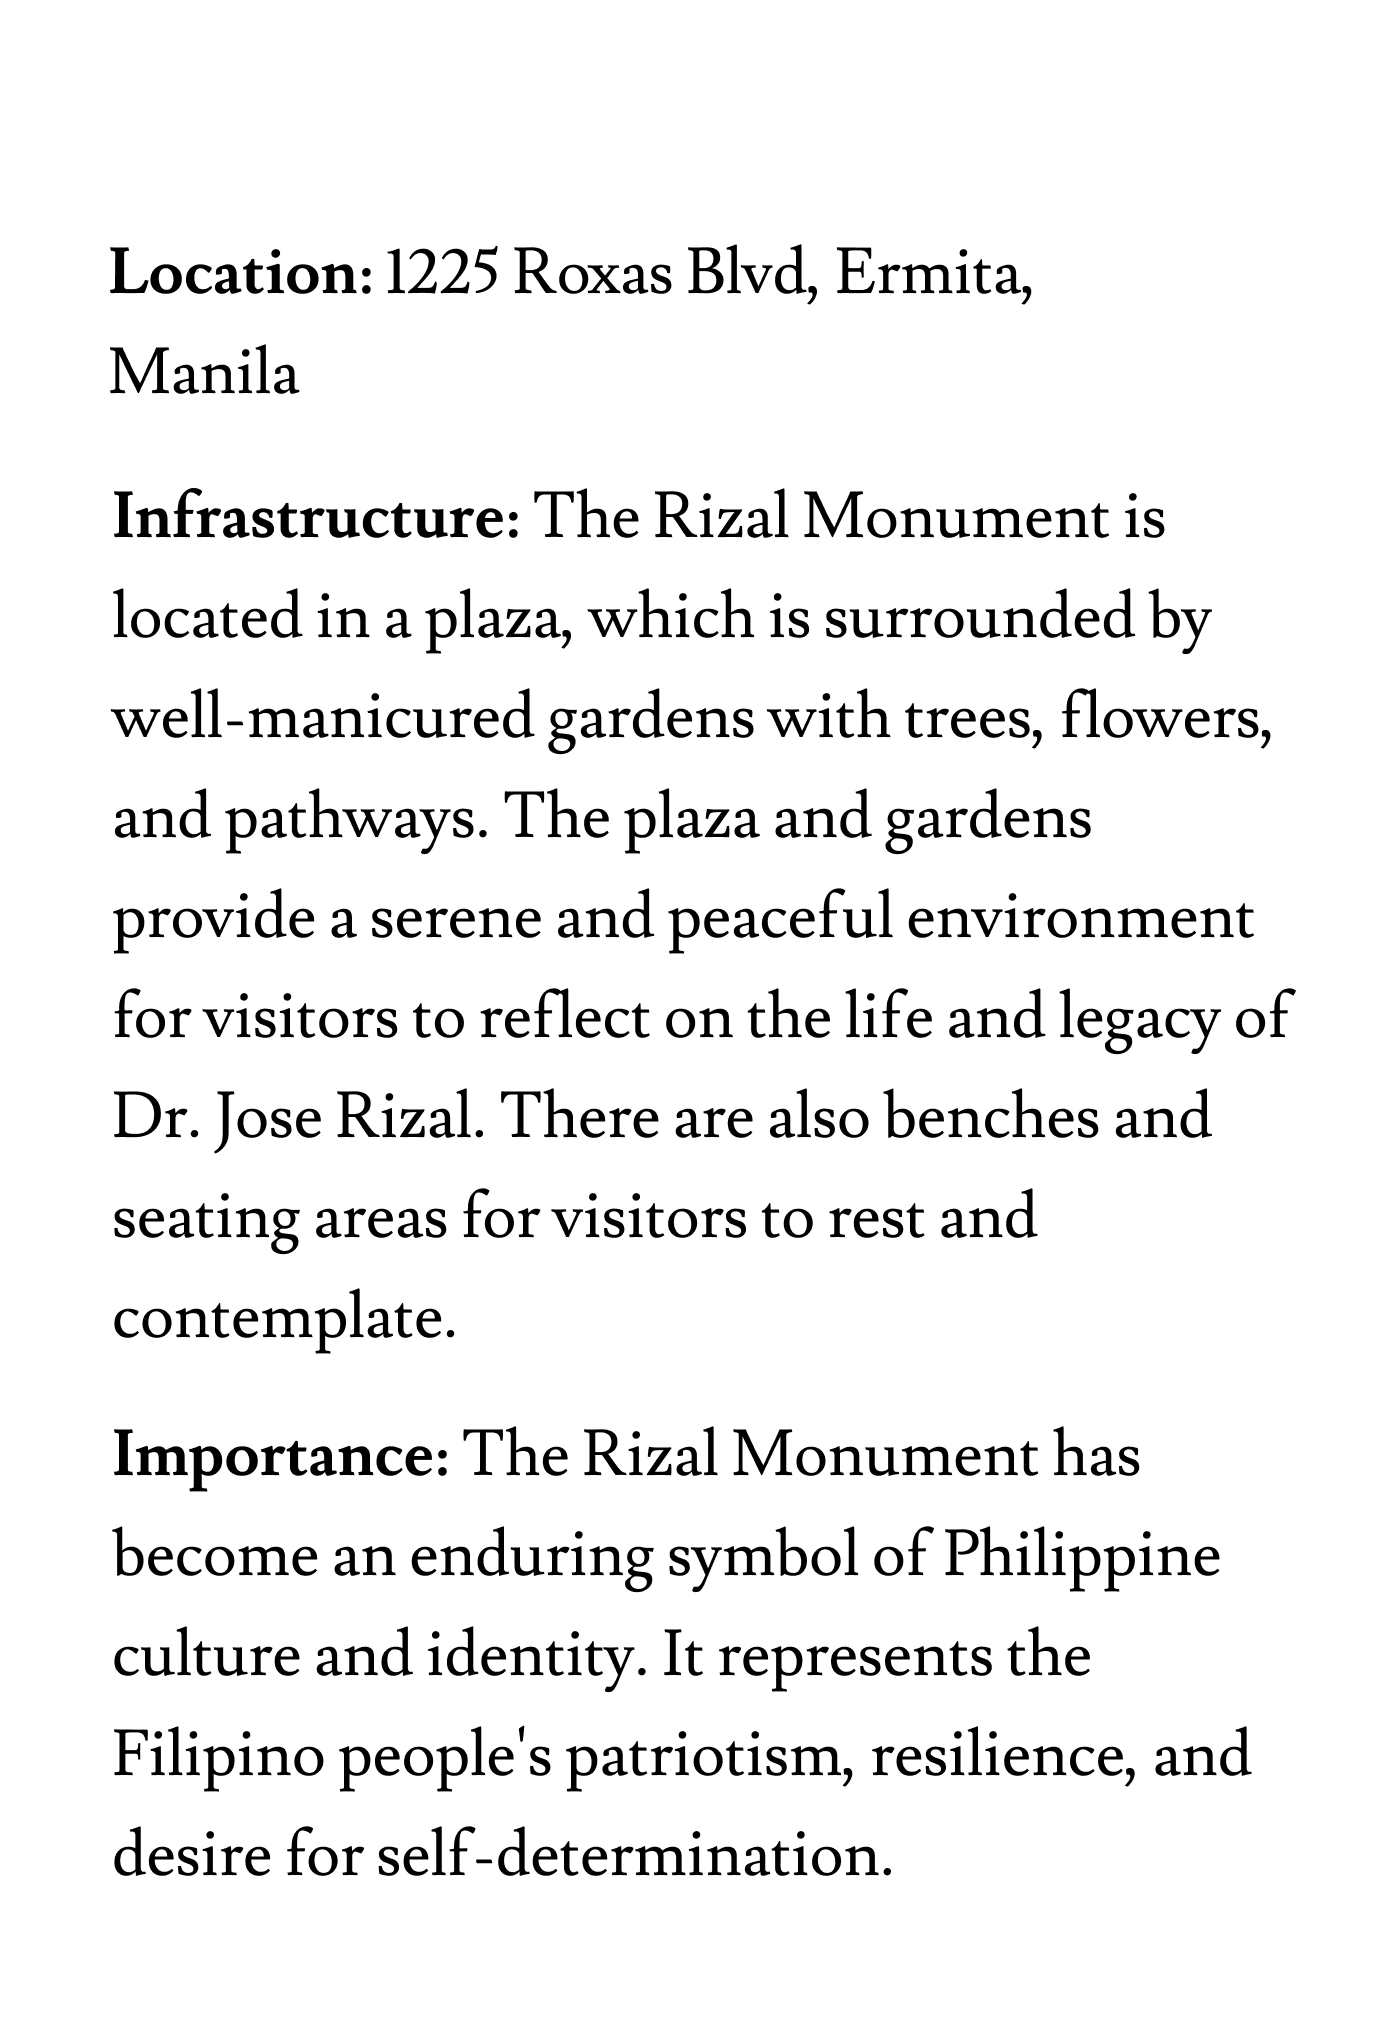 Location: 1225 Roxas Blvd, Ermita,
Manila
Infrastructure: The Rizal Monument is
located in a plaza, which is surrounded by
well-manicured gardens with trees, flowers,
and pathways. The plaza and gardens
provide a serene and peaceful environment
for visitors to reflect on the life and legacy of
Dr. Jose Rizal. There are also benches and
seating areas for visitors to rest and
contemplate.
Importance: The Rizal Monument has
become an enduring symbol of Philippine
culture and identity. It represents the
Filipino people's patriotism, resilience, and
desire for self-determination.